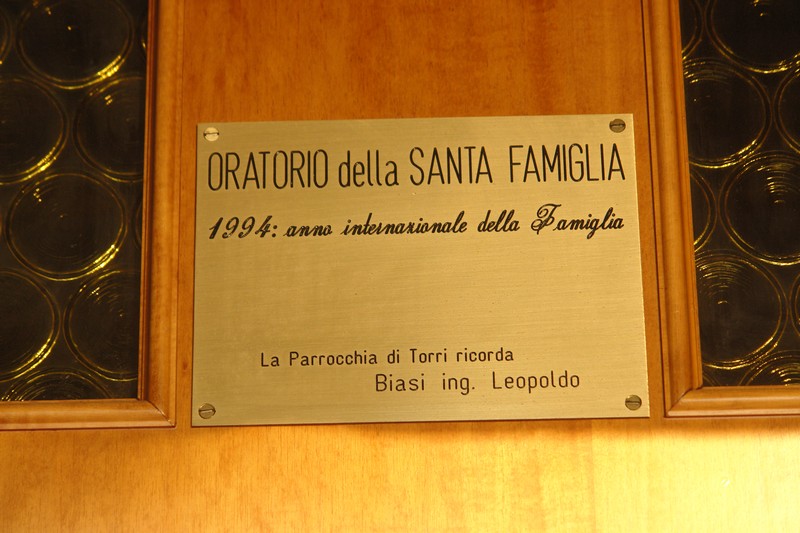 ORATORIO della SANTA FAMIGLIA
1994: anno internazionale della Famiglia
La Parrocchia di Torri ricorda
Biasi ing. Leopoldo